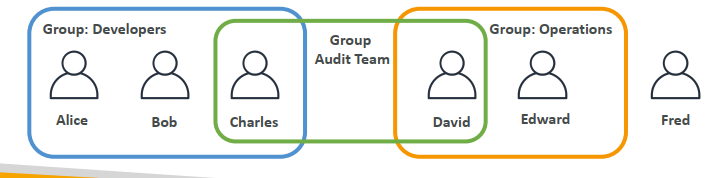 Group: Developers
Group
Audit Team
Group: Operations
Alice
Bob
Charles
David
Edward
Fred